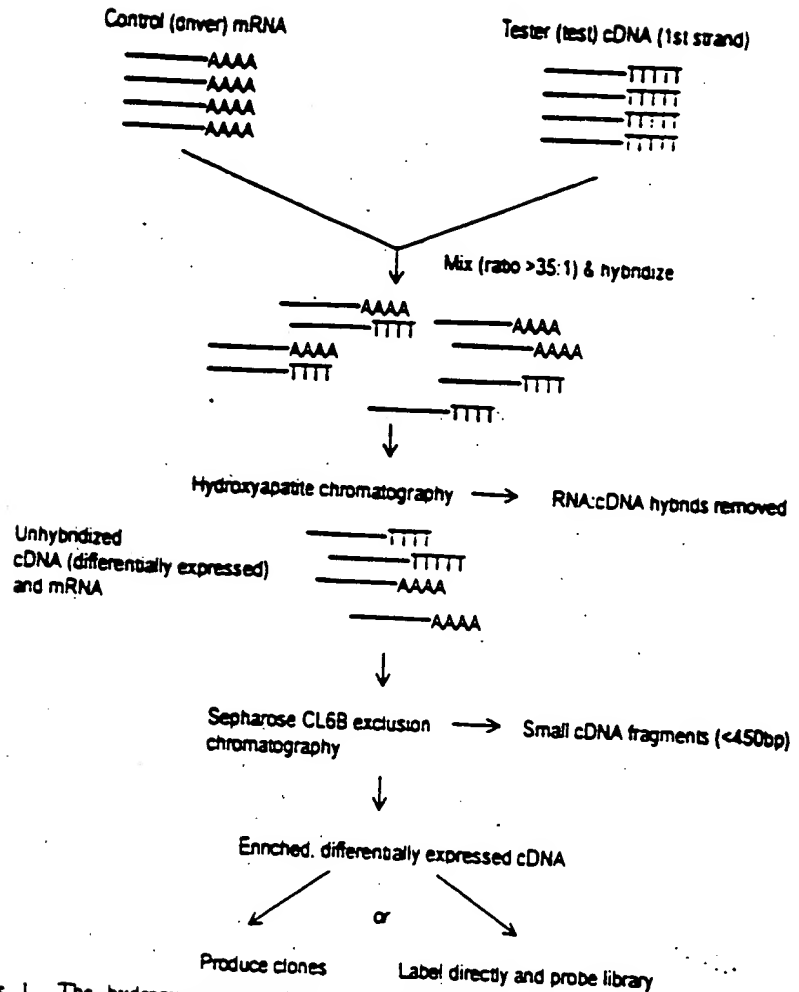 Control (driver) mRNA
Tester (test) cDNA (1st strand)
AAAA
TTTTT
AAAA
TTTTT
AAAA
TTTTT
AAAA
TTTTT
Mix (ratio >35:1) & hybridize
AAAA
TTTT
AAAA
AAAA
AAAA
TTTT
TTTT
TTTT
Hydroxyapatite chromatography
RNA:cDNA hybrids removed
Unhybridized
cDNA (differentially expressed)
and mRNA
TTTT
TTTTT
AAAA
AAAA
Sepharose CL6B exclusion
chromatography
Small cDNA fragments (<450bp)
Enriched, differentially expressed cDNA
or
Produce clones
Label directly and probe library
1. The